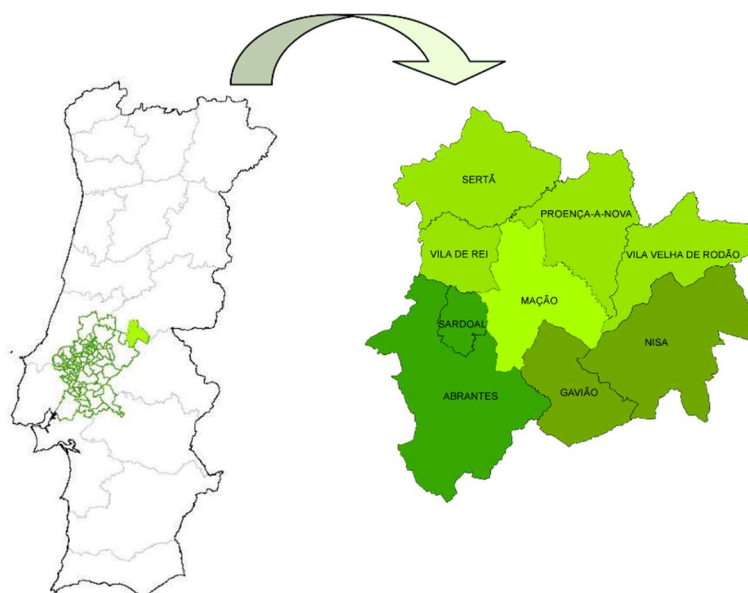 SERTÃ
PROENÇA-A-NOVA
VILA DE REI
VILA VELHA DE RODÃO
MAÇÃO
SARDOAL
NISA
ABRANTES
GAVIÃO